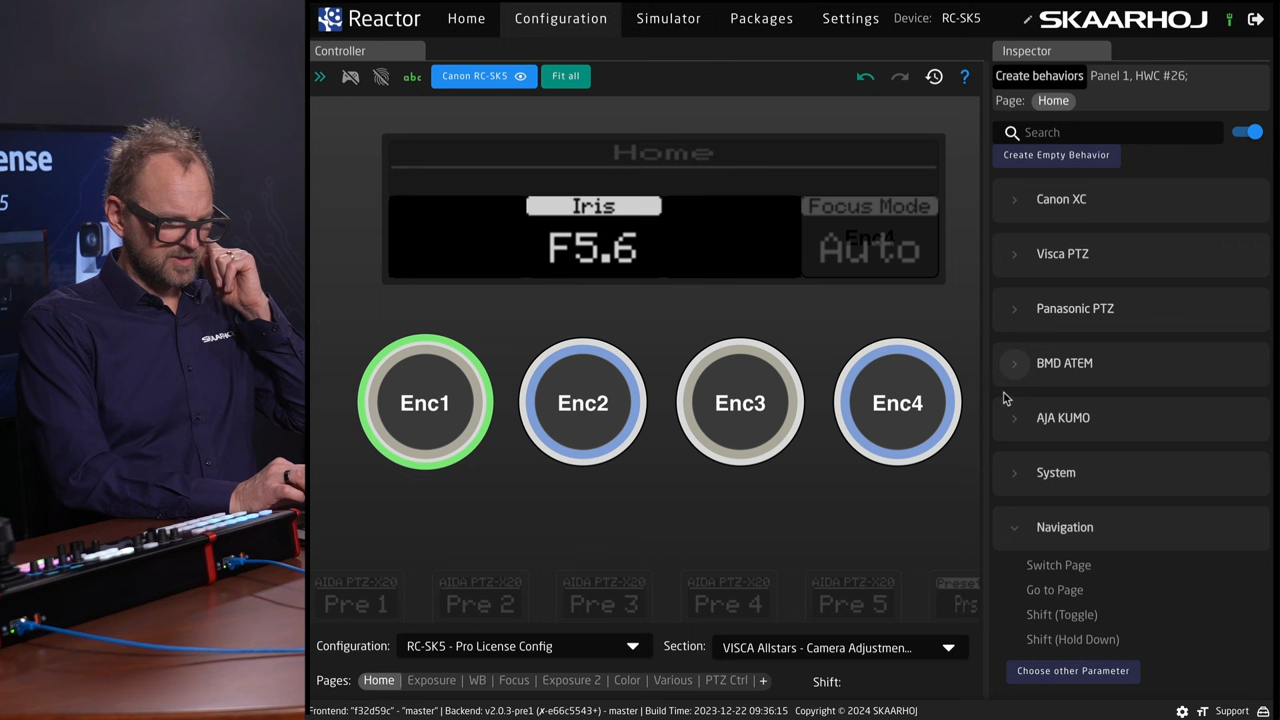 Reactor
Home
Configuration
Simulator
Packages
Settings
Device: RC-SK5
SKAARHOJ
Controller
Inspector
abc
Canon RC-SK5
Fit all
?
Create behaviors
Panel 1, HWC #26;
Page: Home
Search
Create Empty Behavior
Canon XC
Visca PTZ
Panasonic PTZ
BMD ATEM
AJA KUMO
System
Navigation
Switch Page
Go to Page
Shift (Toggle)
Shift (Hold Down)
Choose other Parameter
Home
Iris
F5.6
Focus Mode
Auto
Enc4
Enc1
Enc2
Enc3
Enc4
AIDA PTZ-X20
Pre 1
AIDA PTZ-X20
Pre 2
AIDA PTZ-X20
Pre 3
AIDA PTZ-X20
Pre 4
AIDA PTZ-X20
Pre 5
Configuration: RC-SK5 - Pro License Config
Section: VISCA Allstars - Camera Adjustmen...
Pages: Home Exposure | WB | Focus | Exposure 2 | Color | Various | PTZ Ctrl | +
Shift:
Frontend: "f32d59c" - "master" | Backend: v2.0.3-pre1 (✗-e66c5543+) - master | Build Time: 2023-12-22 09:36:15 Copyright © 2024 SKAARHOJ
Support
ense
5
SKAARHOJ